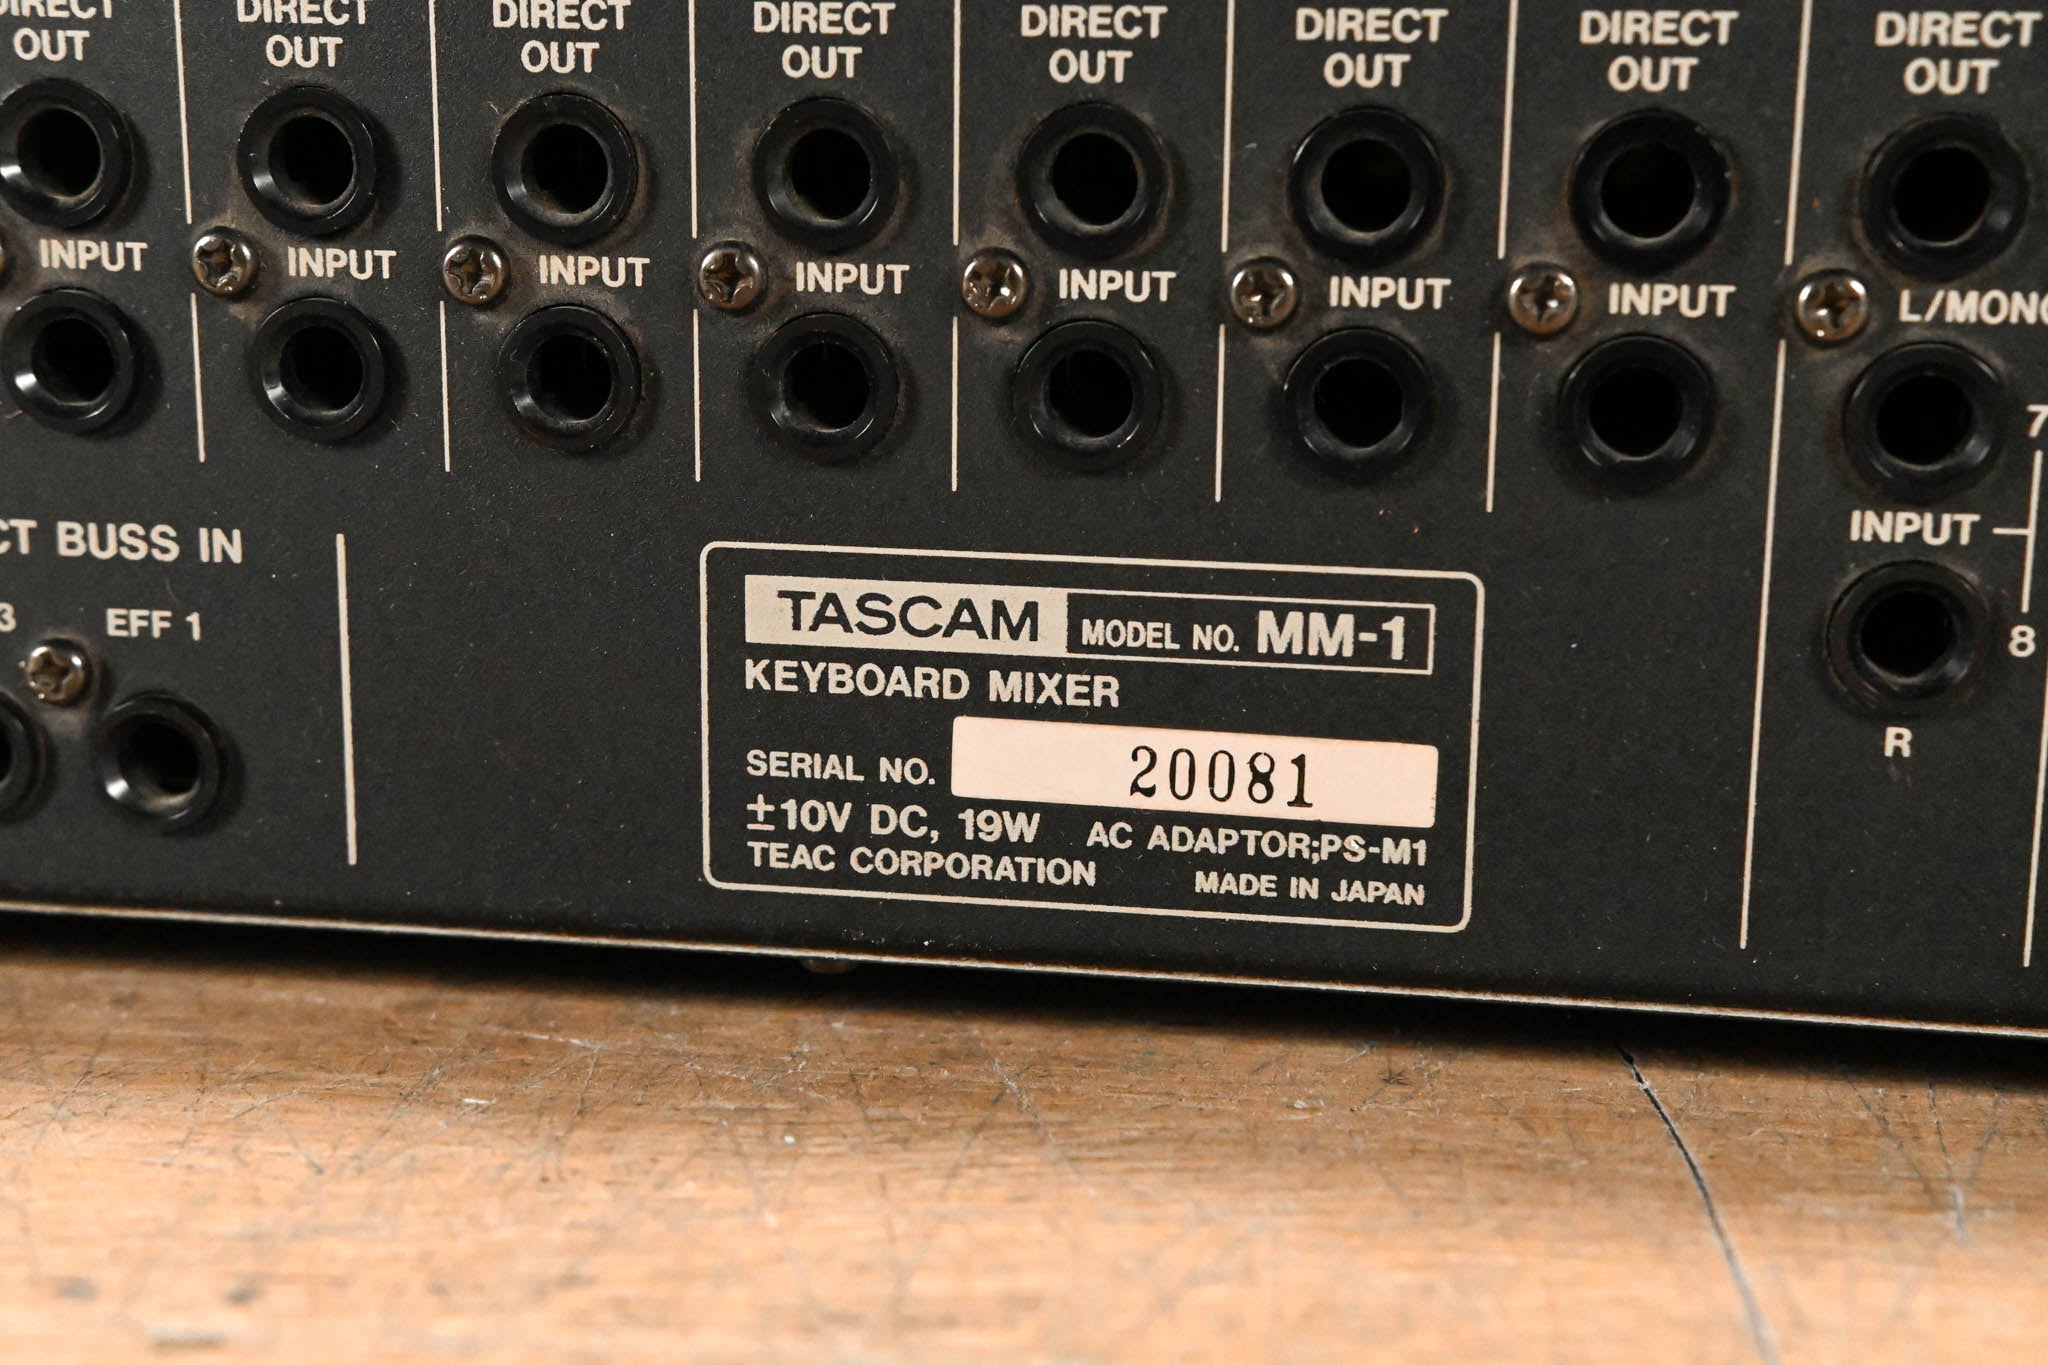 DIRECT DIRECT DIRECT DIRECT DIRECT DIRECT DIRECT
OUT OUT OUT OUT OUT OUT OUT OUT
INPUT INPUT INPUT INPUT INPUT INPUT INPUT L/MONO
7
INPUT
8
R
BUSS IN
3 EFF 1
TASCAM MODEL NO. MM-1
KEYBOARD MIXER
SERIAL NO. 20081
±10V DC, 19W AC ADAPTOR;PS-M1
TEAC CORPORATION MADE IN JAPAN